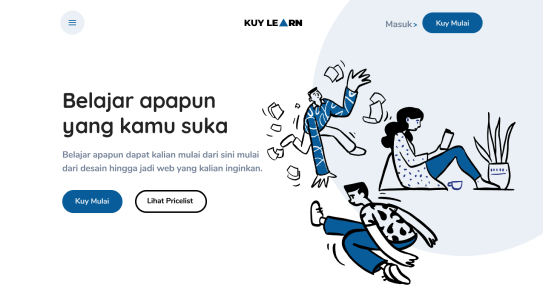 KUY LEARN
Masuk>
Kuy Mulai
Belajar apapun
yang kamu suka
Belajar apapun dapat kalian mulai dari sini mulai
dari desain hingga jadi web yang kalian inginkan.
Kuy Mulai
Lihat Pricelist